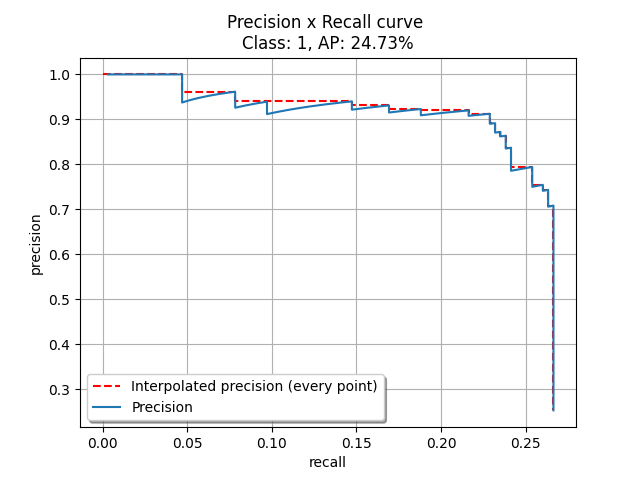 Precision x Recall curve
Class: 1, AP: 24.73%
precision
1.0
0.9
0.8
0.7
0.6
0.5
0.4
0.3
Interpolated precision (every point)
Precision
0.00 0.05 0.10 0.15 0.20 0.25
recall